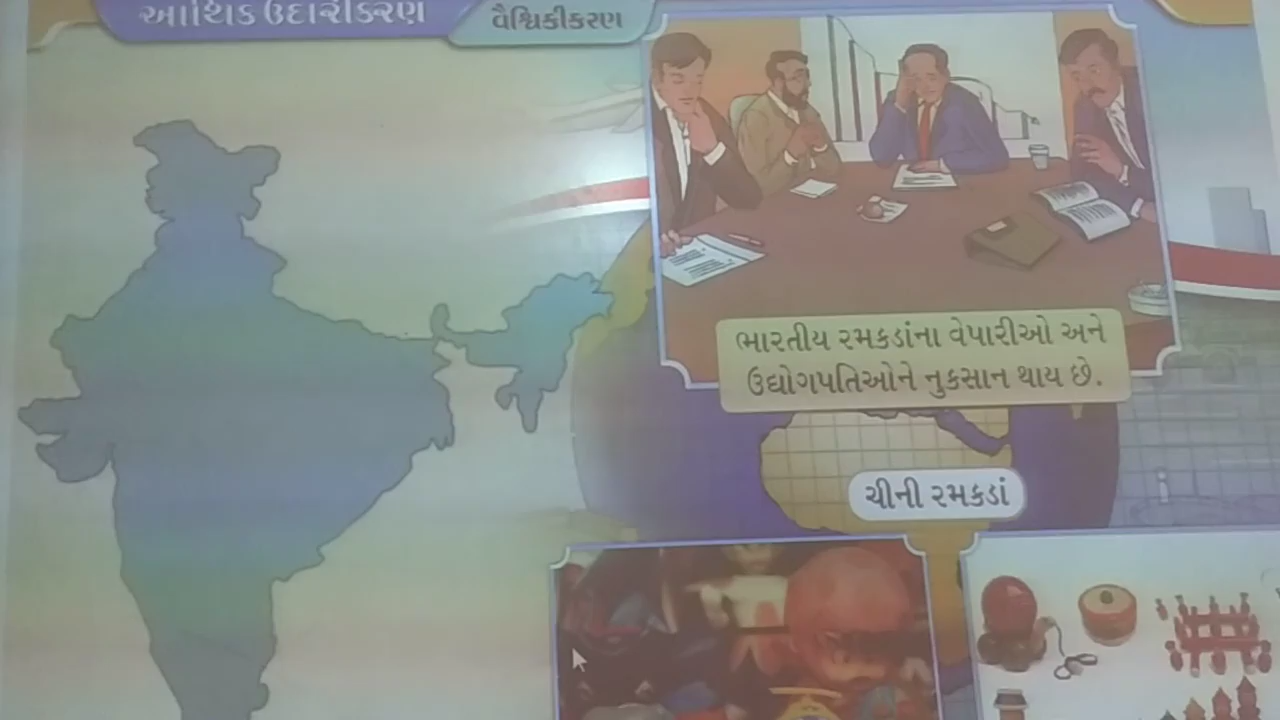 આર્થિક ઉદારીકરણ
વૈશ્વિકીકરણ
ભારતીય રમકડાંના વેપારીઓ અને
ઉદ્યોગપતિઓને નુકસાન થાય છે.
ચીની રમકડાં